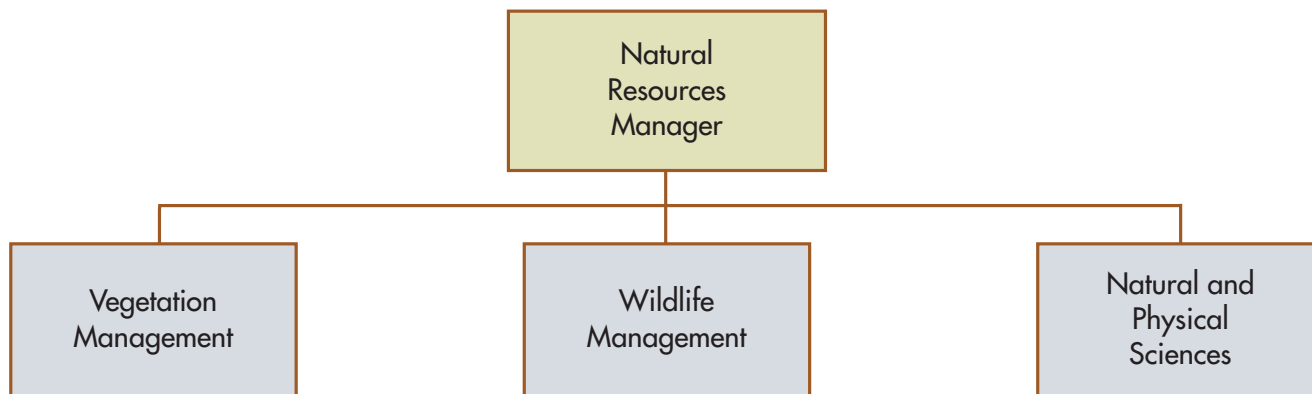 Natural
Resources
Manager
Vegetation
Management
Wildlife
Management
Natural and
Physical
Sciences